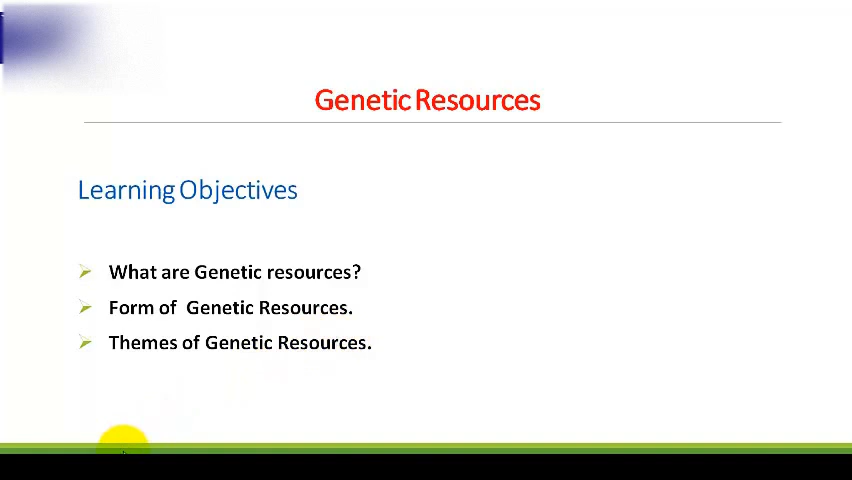 Genetic Resources
Learning Objectives
What are Genetic resources?
Form of Genetic Resources.
Themes of Genetic Resources.